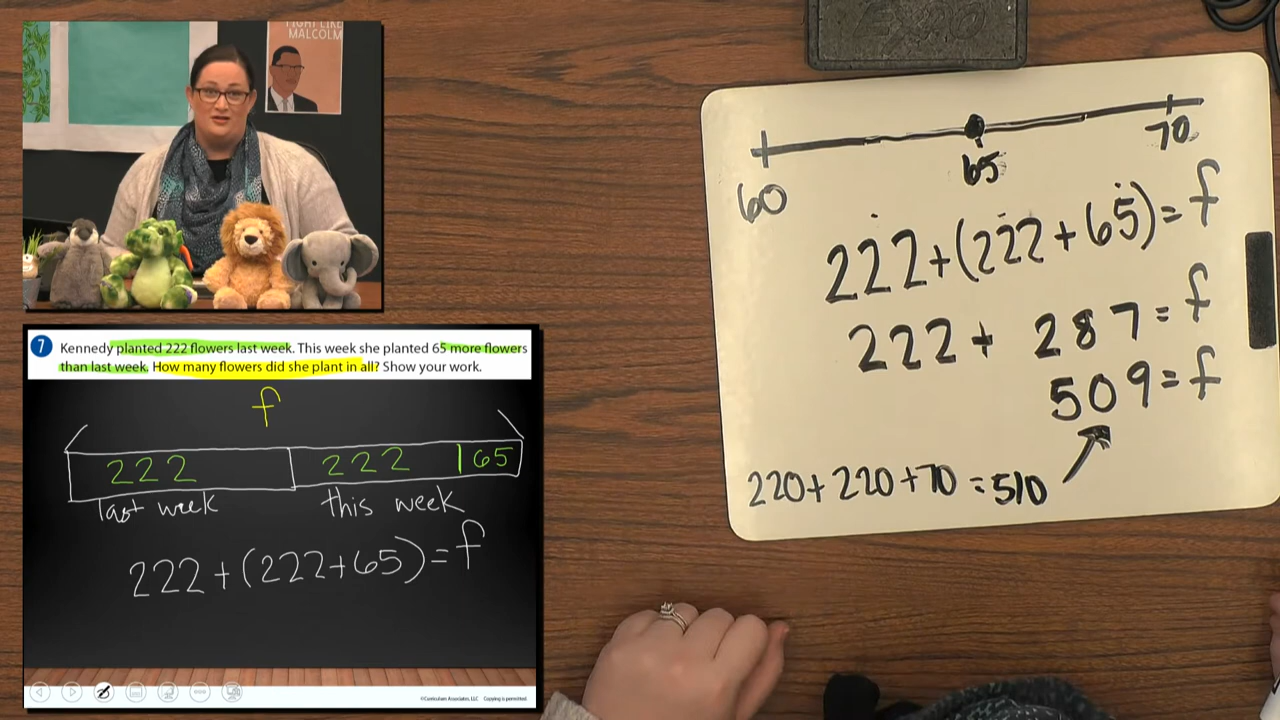 FIGHT LIKE
MALCOLM
7 Kennedy planted 222 flowers last week. This week she planted 65 more flowers
than last week. How many flowers did she plant in all? Show your work.
f
222 222 65
last week this week
222+(222+65)=f
©Curriculum Associates, LLC Copying is permitted.
EXPO
60 65 70
222+(222+65)=f
222+ 287=f
509=f
220+220+70=510